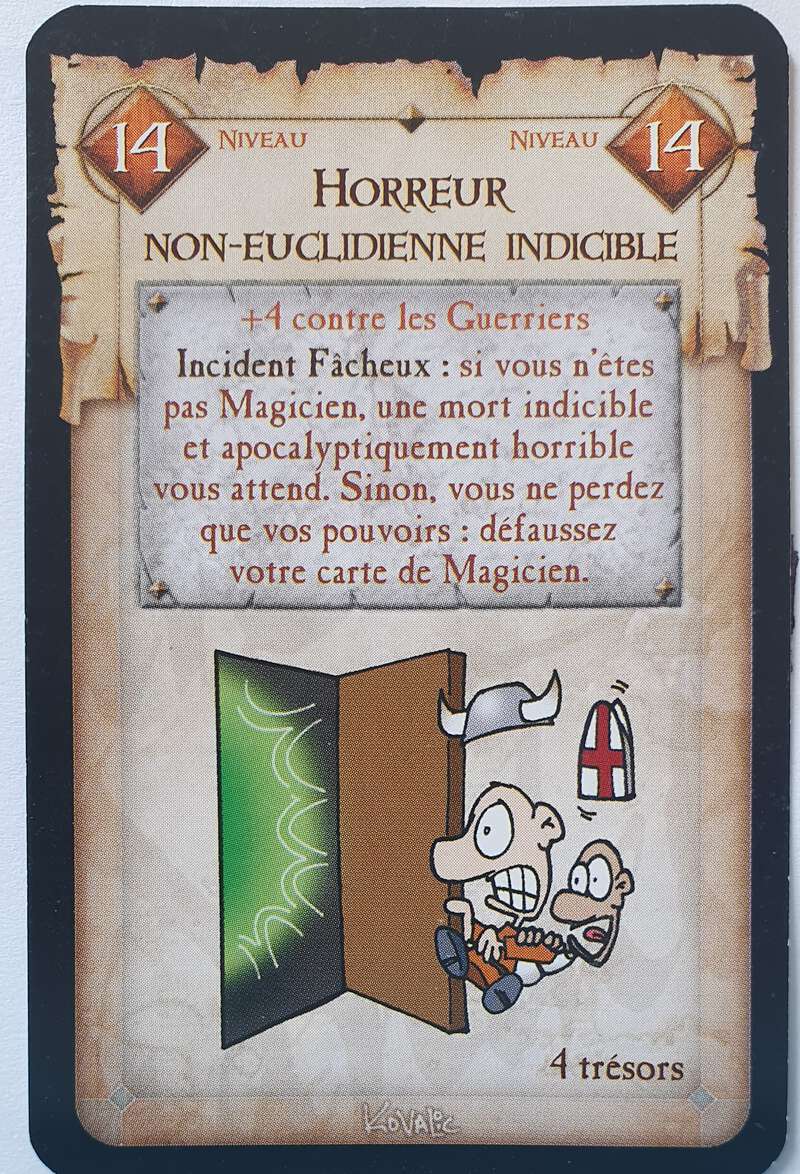 14 Niveau Niveau 14
Horreur
non-euclidienne indicible
+4 contre les Guerriers
Incident Fâcheux : si vous n'êtes
pas Magicien, une mort indicible
et apocalyptiquement horrible
vous attend. Sinon, vous ne perdez
que vos pouvoirs : défaussez
votre carte de Magicien.
4 trésors
Kovalic